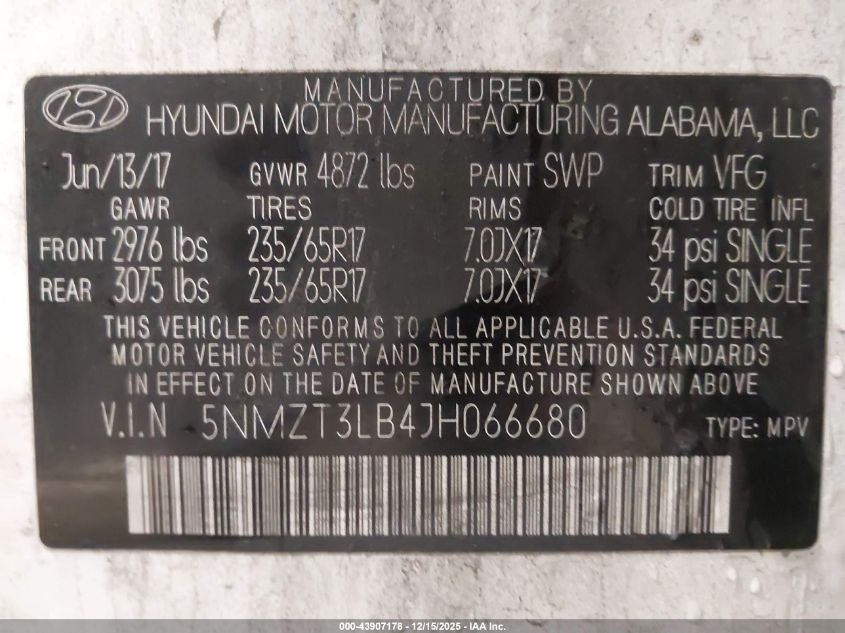 MANUFACTURED BY
HYUNDAI MOTOR MANUFACTURING ALABAMA, LLC
Jun/13/17 GVWR 4872 lbs PAINT SWP TRIM VFG
GAWR TIRES RIMS COLD TIRE INFL
FRONT 2976 lbs 235/65R17 7.0JX17 34 psi SINGLE
REAR 3075 lbs 235/65R17 7.0JX17 34 psi SINGLE
THIS VEHICLE CONFORMS TO ALL APPLICABLE U.S.A. FEDERAL
MOTOR VEHICLE SAFETY AND THEFT PREVENTION STANDARDS
IN EFFECT ON THE DATE OF MANUFACTURE SHOWN ABOVE
V.I.N 5NMZT3LB4JH066680 TYPE: MPV
000-43907178 - 12/15/2025 - IAA Inc.